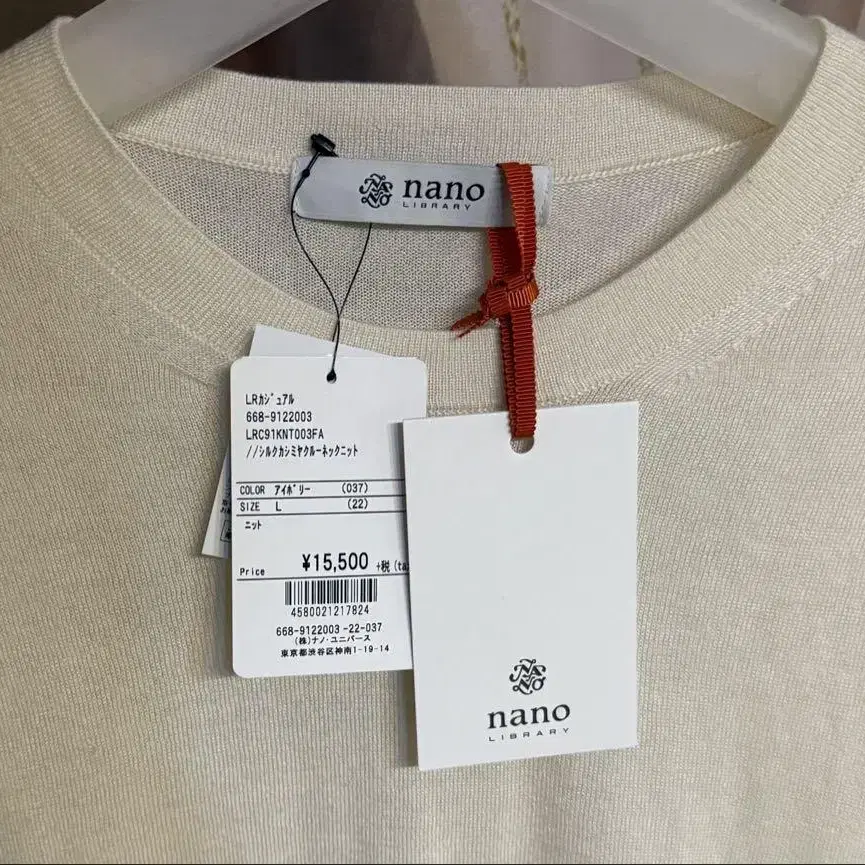 nano
LIBRARY
LRｶｼﾞｭｱﾙ
668-9122003
LRC91KNT003FA
//ｼﾙｸｶｼﾐﾔｸﾙｰﾈｯｸﾆｯﾄ
COLOR ｱｲﾎﾞﾘｰ (037)
SIZE L (22)
ﾆｯﾄ
Price ¥15,500 +税(ta
4580021217824
668-9122003-22-037
(株)ナノ・ユニバース
東京都渋谷区神南1-19-14
NANO
nano
LIBRARY